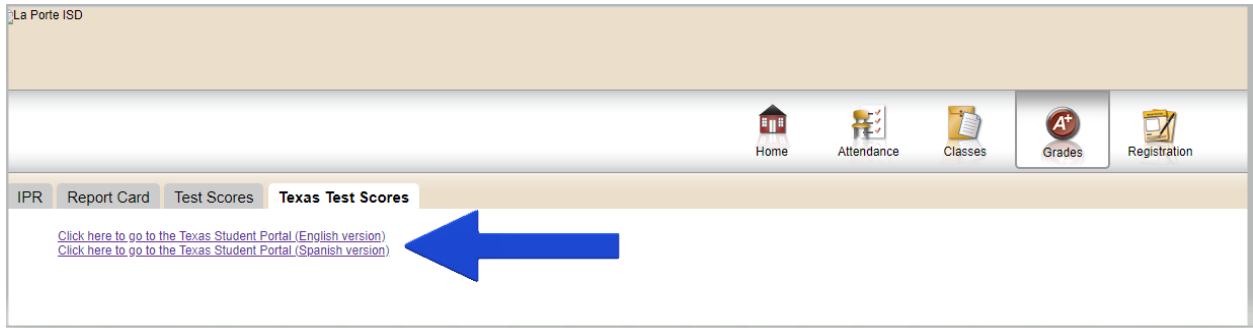 La Porte ISD
Home Attendance Classes Grades Registration
IPR Report Card Test Scores Texas Test Scores
Click here to go to the Texas Student Portal (English version)
Click here to go to the Texas Student Portal (Spanish version)